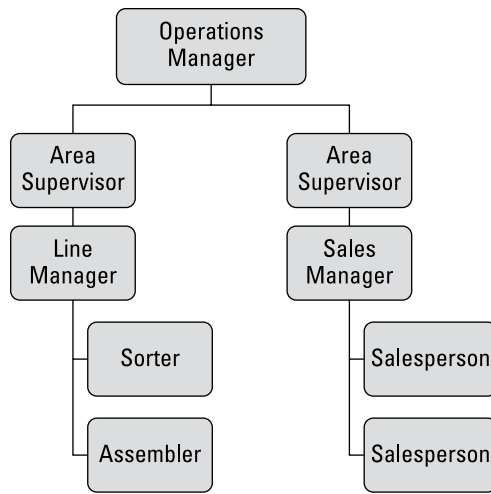 Operations
Manager
Area
Supervisor
Area
Supervisor
Line
Manager
Sales
Manager
Sorter
Salesperson
Assembler
Salesperson